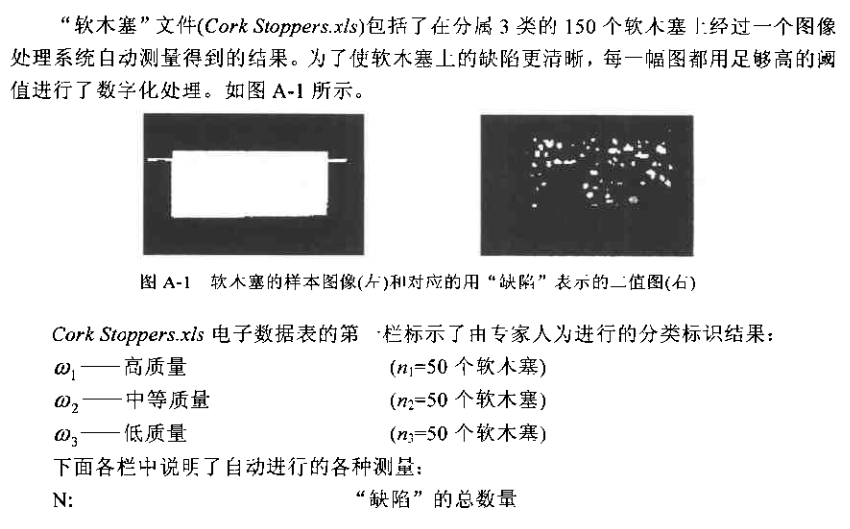 “软木塞”文件(Cork Stoppers.xls)包括了在分属 3 类的 150 个软木塞上经过一个图像
处理系统自动测量得到的结果。为了使软木塞上的缺陷更清晰，每一幅图都用足够高的阈
值进行了数字化处理。如图 A-1 所示。
图 A-1 软木塞的样本图像(左)和对应的用“缺陷”表示的二值图(右)
Cork Stoppers.xls 电子数据表的第一栏标示了由专家人为进行的分类标识结果：
ω₁——高质量 (n₁=50 个软木塞)
ω₂——中等质量 (n₂=50 个软木塞)
ω₃——低质量 (n₃=50 个软木塞)
下面各栏中说明了自动进行的各种测量：
N: “缺陷”的总数量